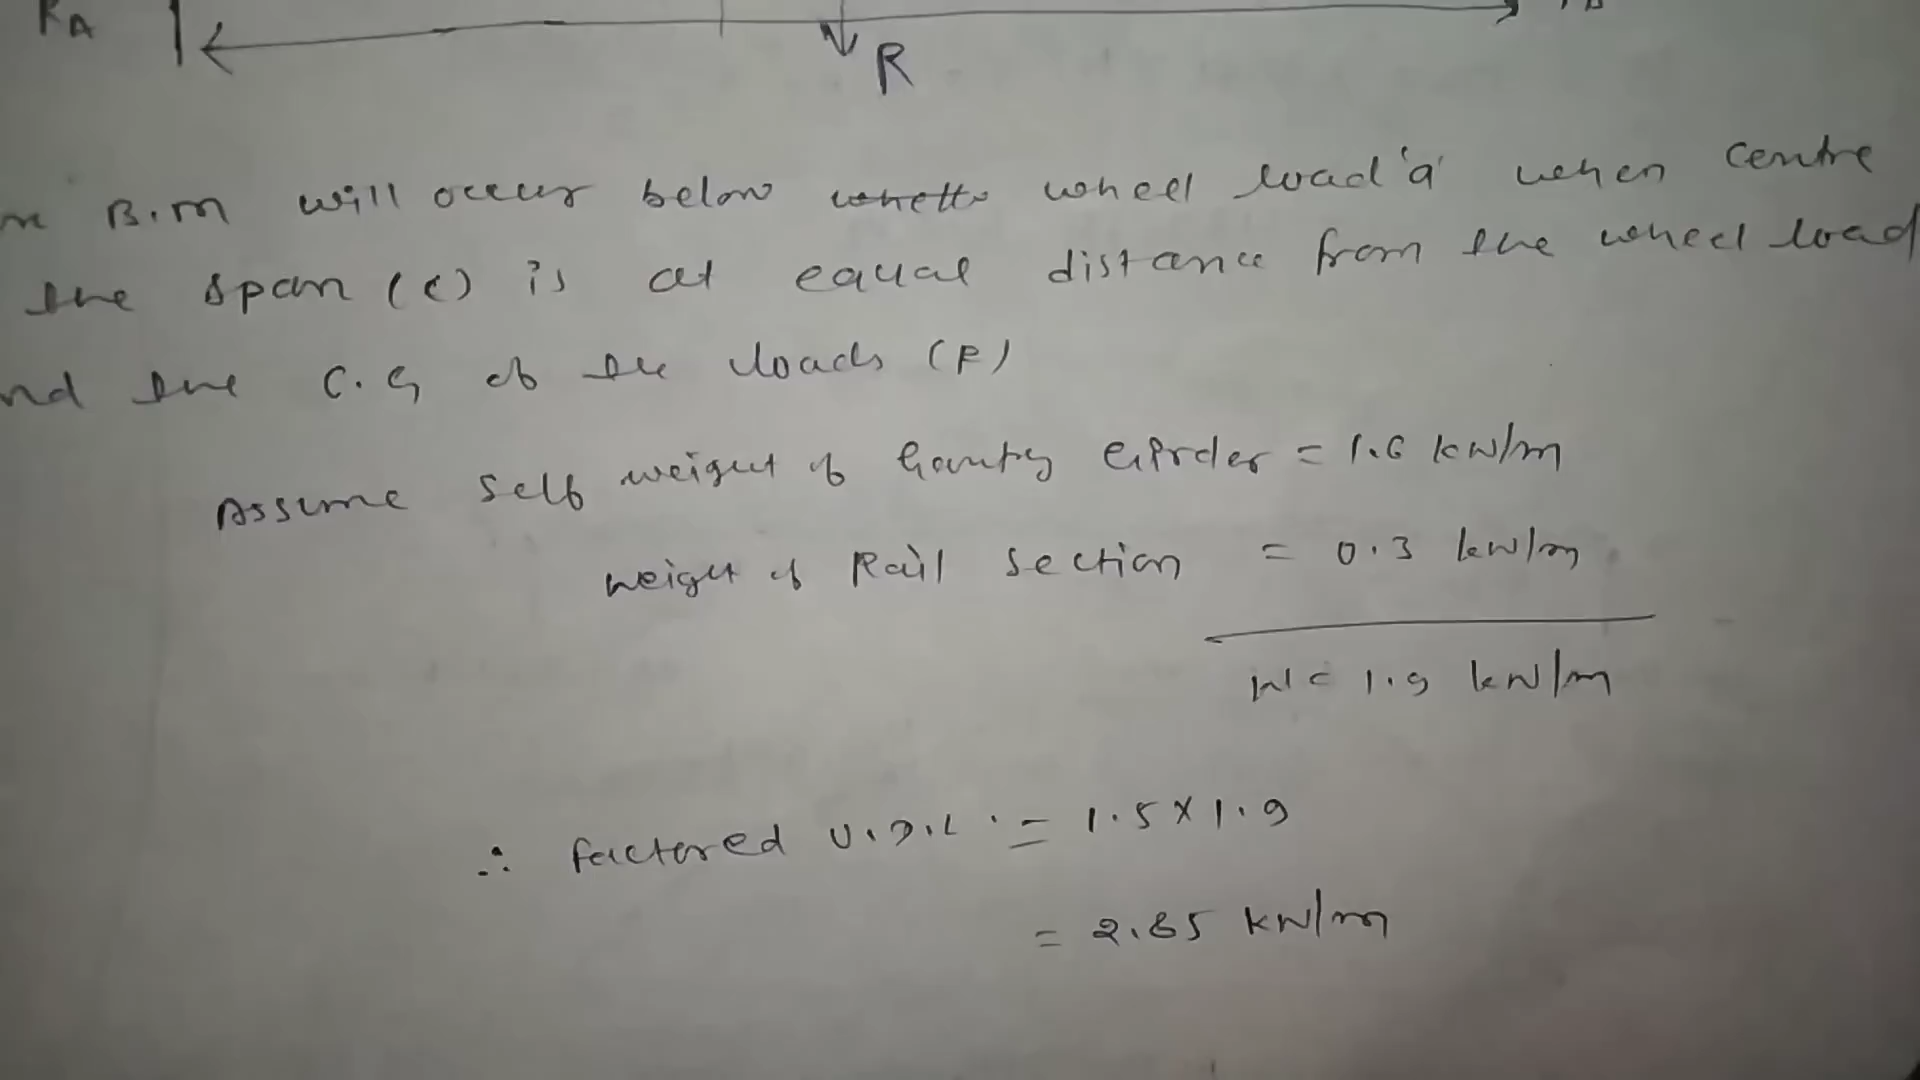 RA R
B.M will occur below wheel load 'a' when centre
the span (c) is at equal distance from the wheel load
nd the C.G of the loads (R)
Assume self weight of Gantry Girder = 1.6 kN/m
weight of Rail section = 0.3 kN/m
W = 1.9 kN/m
∴ factored U.D.L. = 1.5 × 1.9
= 2.85 kN/m